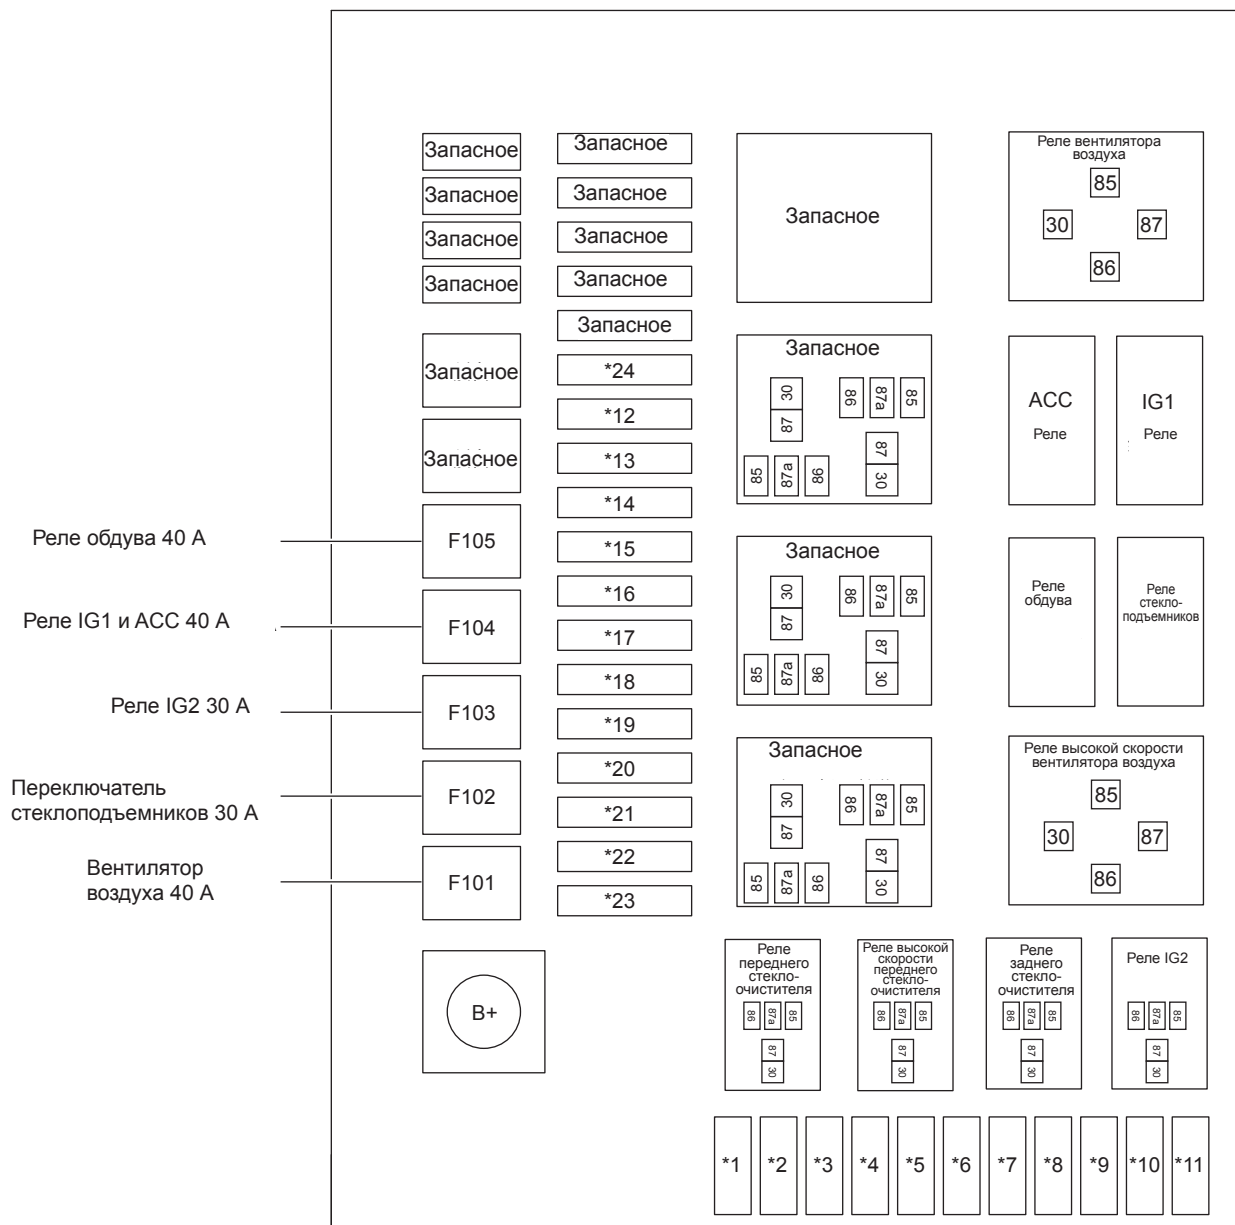 Запасное
Запасное
Запасное
Запасное
Запасное
Запасное
Реле обдува 40 А
F105
Реле IG1 и ACC 40 А
F104
Реле IG2 30 А
F103
Переключатель
стеклоподъемников 30 А
F102
Вентилятор
воздуха 40 А
F101
B+
Запасное
Запасное
Запасное
Запасное
Запасное
*24
*12
*13
*14
*15
*16
*17
*18
*19
*20
*21
*22
*23
Запасное
Запасное
30
87
86
87a
85
85
87a
86
87
30
Запасное
30
87
86
87a
85
85
87a
86
87
30
Запасное
30
87
86
87a
85
85
87a
86
87
30
Реле вентилятора
воздуха
85
30
87
86
ACC
Реле
IG1
Реле
Реле
обдува
Реле
стекло-
подъемников
Реле высокой скорости
вентилятора воздуха
85
30
87
86
Реле
переднего
стекло-
очистителя
86
87a
85
87
30
Реле высокой
скорости
переднего
стекло-
очистителя
86
87a
85
87
30
Реле
заднего
стекло-
очистителя
86
87a
85
87
30
Реле IG2
86
87a
85
87
30
*1
*2
*3
*4
*5
*6
*7
*8
*9
*10
*11